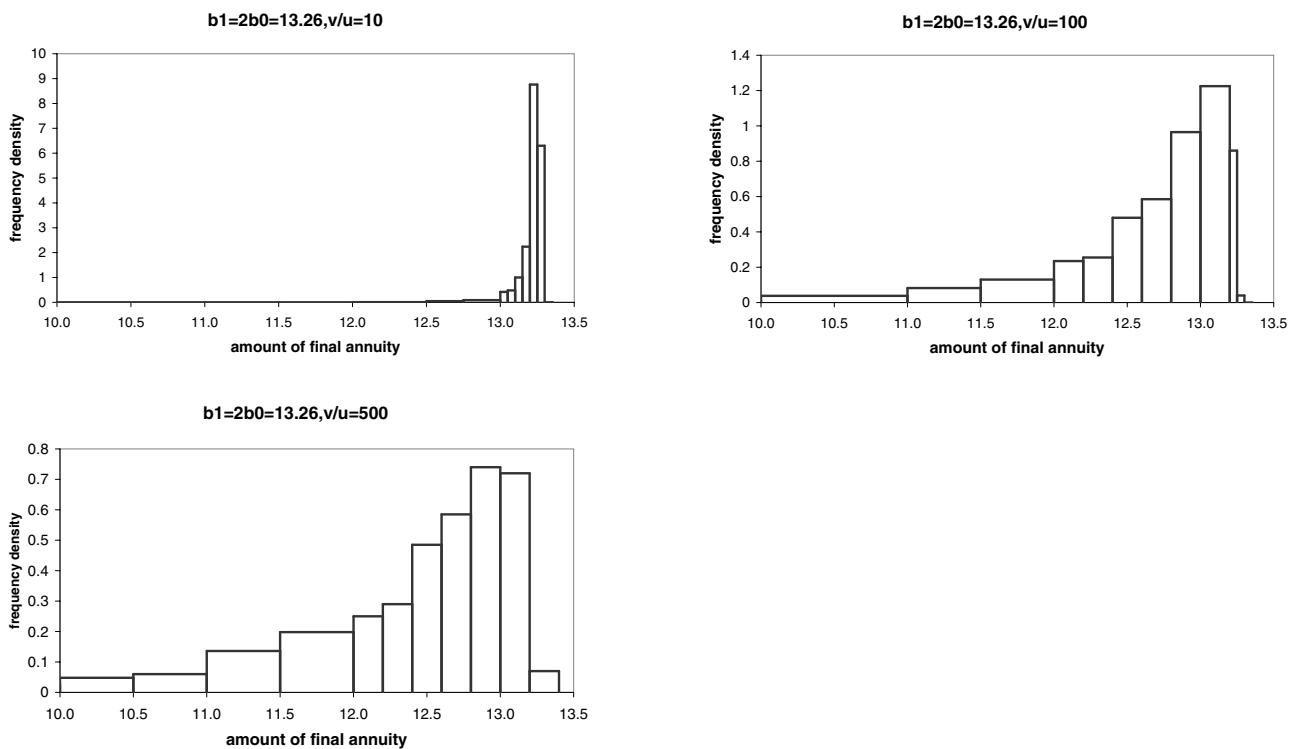 b1=2b0=13.26,v/u=10
10
9
8
7
6
5
4
3
2
1
0
frequency density
10.0 10.5 11.0 11.5 12.0 12.5 13.0 13.5
amount of final annuity
b1=2b0=13.26,v/u=100
1.4
1.2
1
0.8
0.6
0.4
0.2
0
frequency density
10.0 10.5 11.0 11.5 12.0 12.5 13.0 13.5
amount of final annuity
b1=2b0=13.26,v/u=500
0.8
0.7
0.6
0.5
0.4
0.3
0.2
0.1
0
frequency density
10.0 10.5 11.0 11.5 12.0 12.5 13.0 13.5
amount of final annuity